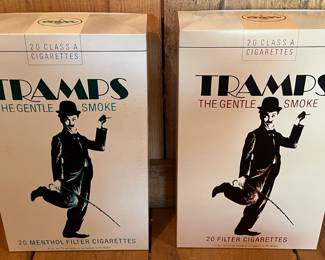 20 CLASS A
CIGARETTES
TRAMPS
THE GENTLE SMOKE
20 MENTHOL FILTER CIGARETTES
20 CLASS A
CIGARETTES
TRAMPS
THE GENTLE SMOKE
20 FILTER CIGARETTES